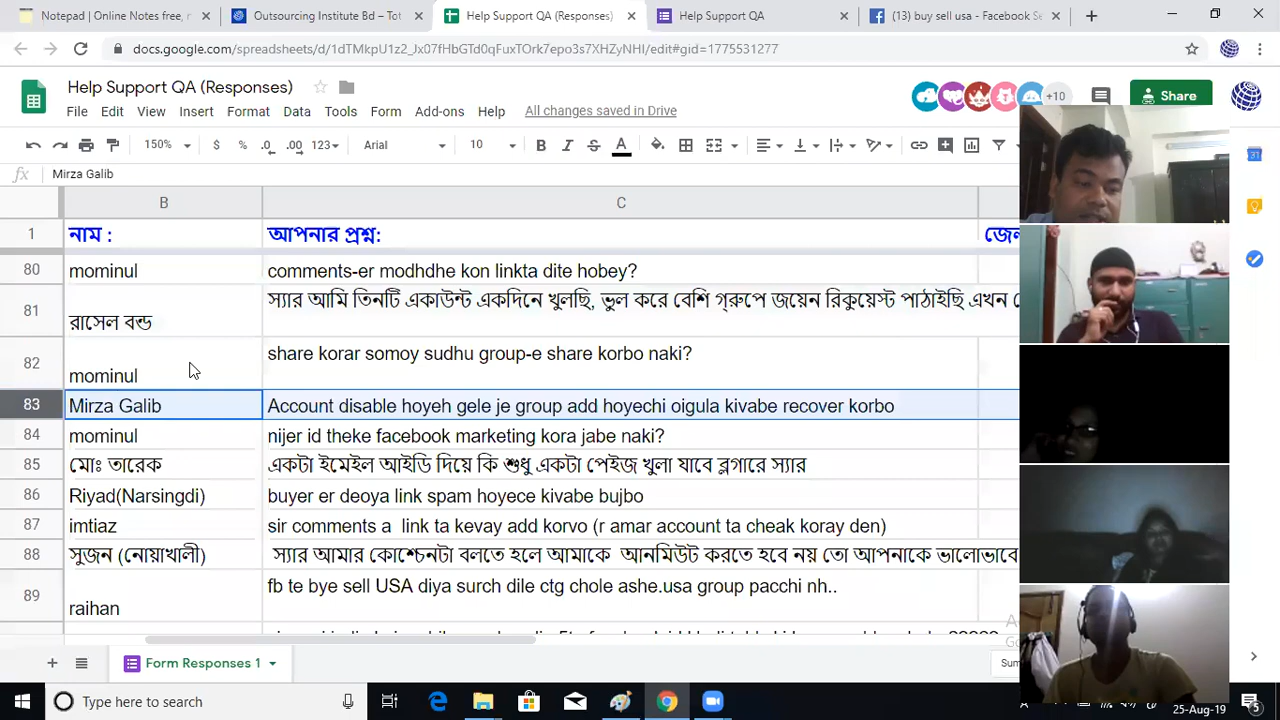 Notepad | Online Notes free,
Outsourcing Institute Bd – T
Help Support QA (Responses)
Help Support QA
(13) buy sell usa - Facebook Se
docs.google.com/spreadsheets/d/1dTMkpU1z2_Jx07fHbGTd0qFuxTOrk7epo3s7XHZyNHI/edit#gid=1775531277
Help Support QA (Responses)
+10
Share
File Edit View Insert Format Data Tools Form Add-ons Help All changes saved in Drive
150% $ % .0 .00 123 Arial 10 B I S A
fx Mirza Galib
B C
1 নাম : আপনার প্রশ্ন:
80 mominul comments-er modhdhe kon linkta dite hobey?
81 রাসেল বন্ড স্যার আমি তিনটি একাউন্ট একদিনে খুলছি, ভুল করে বেশি গ্রুপে জয়েন রিকুয়েস্ট পাঠাইছি এখন
82 mominul share korar somoy sudhu group-e share korbo naki?
83 Mirza Galib Account disable hoyeh gele je group add hoyechi oigula kivabe recover korbo
84 mominul nijer id theke facebook marketing kora jabe naki?
85 মোঃ তারেক একটা ইমেইল আইডি দিয়ে কি শুধু একটা পেইজ খুলা যাবে ব্লগারে স্যার
86 Riyad(Narsingdi) buyer er deoya link spam hoyece kivabe bujbo
87 imtiaz sir comments a link ta kevay add korvo (r amar account ta cheak koray den)
88 সুজন (নোয়াখালী) স্যার আমার কোশ্চেনটা বলতে হলে আমাকে আনমিউট করতে হবে নয় তো আপনাকে ভালোভাবে
89 raihan fb te bye sell USA diya surch dile ctg chole ashe.usa group pacchi nh..
Form Responses 1
Sum
Type here to search
25-Aug-19
5